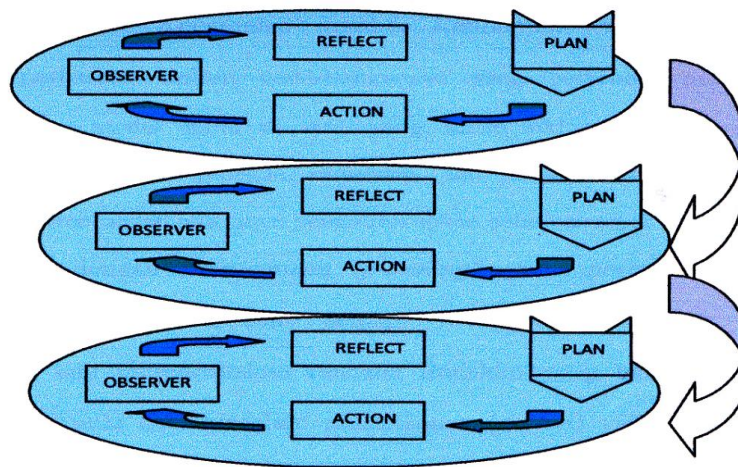 REFLECT
PLAN
OBSERVER
ACTION
REFLECT
PLAN
OBSERVER
ACTION
REFLECT
PLAN
OBSERVER
ACTION